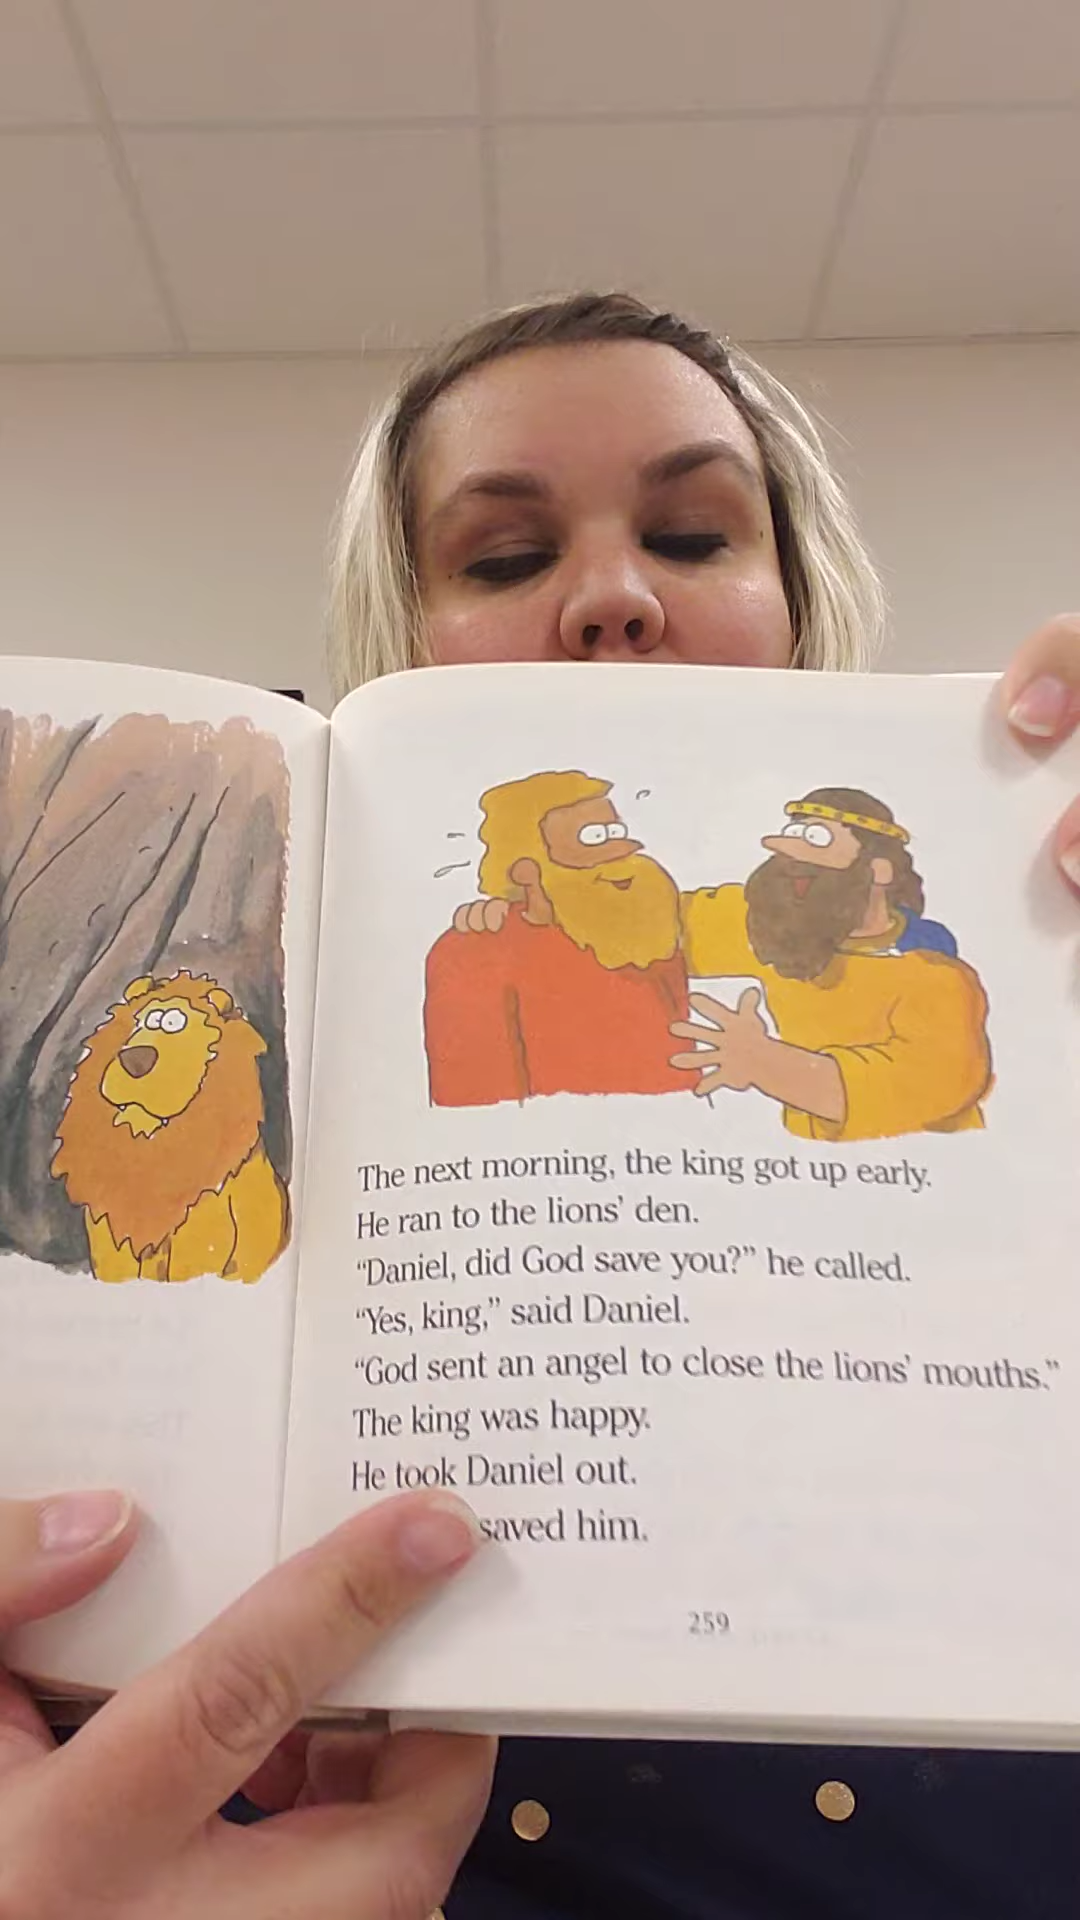 The next morning, the king got up early.
He ran to the lions' den.
“Daniel, did God save you?” he called.
“Yes, king,” said Daniel.
“God sent an angel to close the lions' mouths.”
The king was happy.
He took Daniel out.
saved him.
259